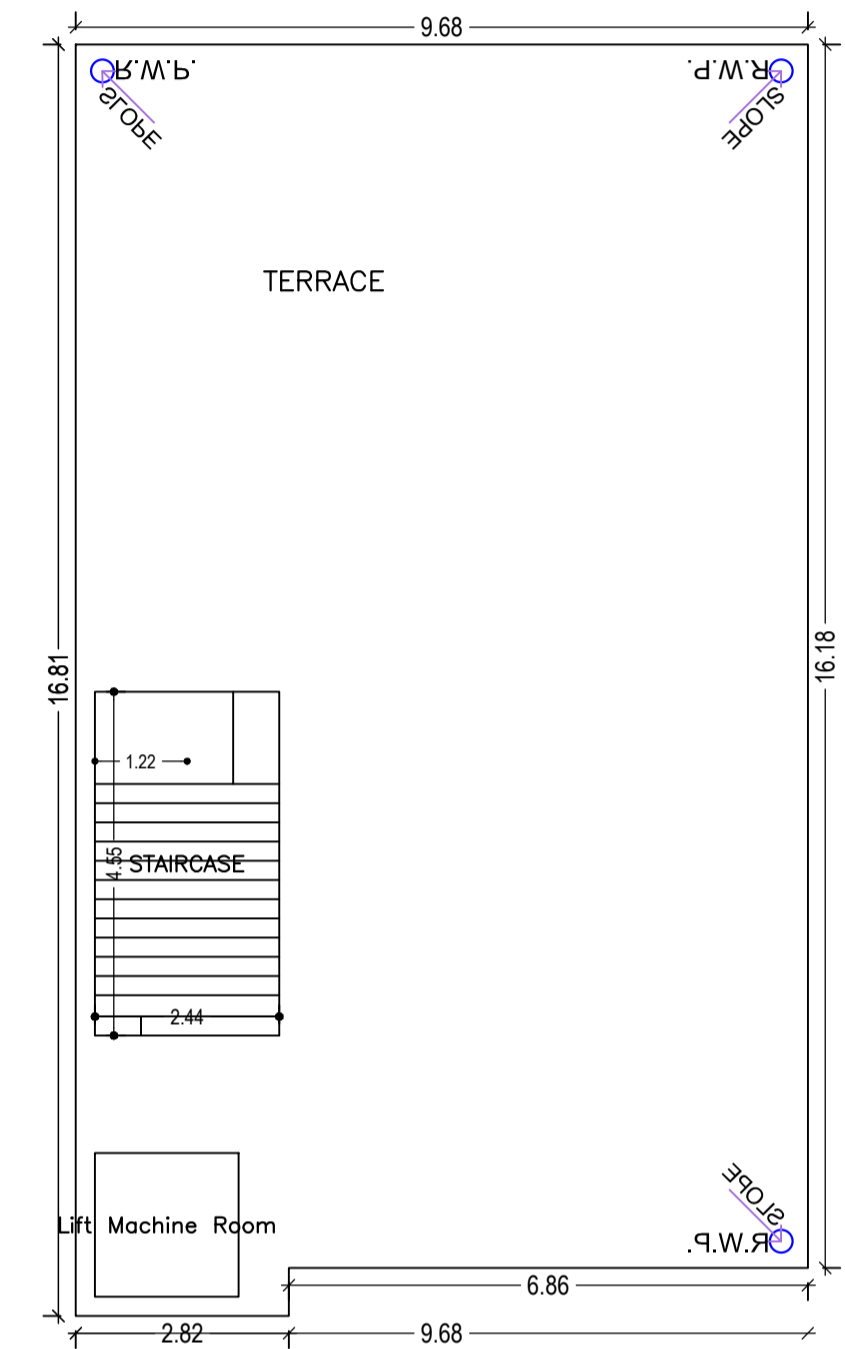 9.68
R.W.P.
R.W.P.
SLOPE
SLOPE
TERRACE
16.81
16.18
1.22
4.55
STAIRCASE
2.44
SLOPE
Lift Machine Room
R.W.P.
6.86
2.82
9.68